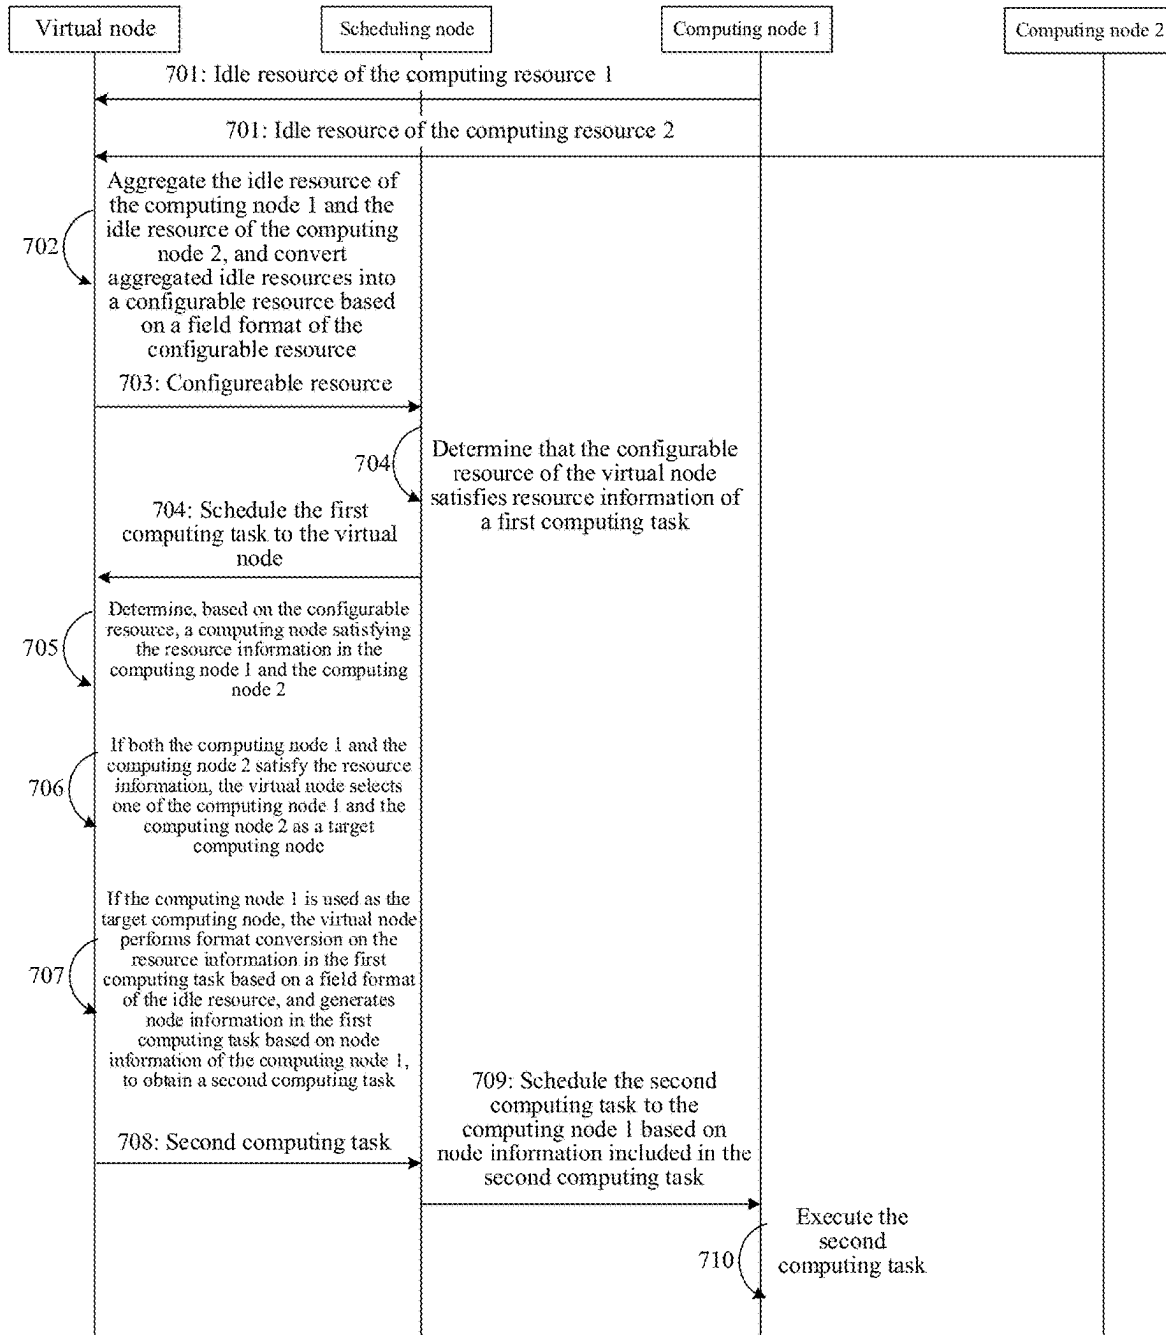 Virtual node
Scheduling node
Computing node 1
Computing node 2
701: Idle resource of the computing resource 1
701: Idle resource of the computing resource 2
702
Aggregate the idle resource of
the computing node 1 and the
idle resource of the computing
node 2, and convert
aggregated idle resources into
a configurable resource based
on a field format of the
configurable resource
703: Configureable resource
704
Determine that the configurable
resource of the virtual node
satisfies resource information of
a first computing task
704: Schedule the first
computing task to the virtual
node
705
Determine, based on the configurable
resource, a computing node satisfying
the resource information in the
computing node 1 and the computing
node 2
706
If both the computing node 1 and the
computing node 2 satisfy the resource
information, the virtual node selects
one of the computing node 1 and the
computing node 2 as a target
computing node
707
If the computing node 1 is used as the
target computing node, the virtual node
performs format conversion on the
resource information in the first
computing task based on a field format
of the idle resource, and generates
node information in the first
computing task based on node
information of the computing node 1,
to obtain a second computing task
708: Second computing task
709: Schedule the second
computing task to the
computing node 1 based on
node information included in the
second computing task
710
Execute the
second
computing task